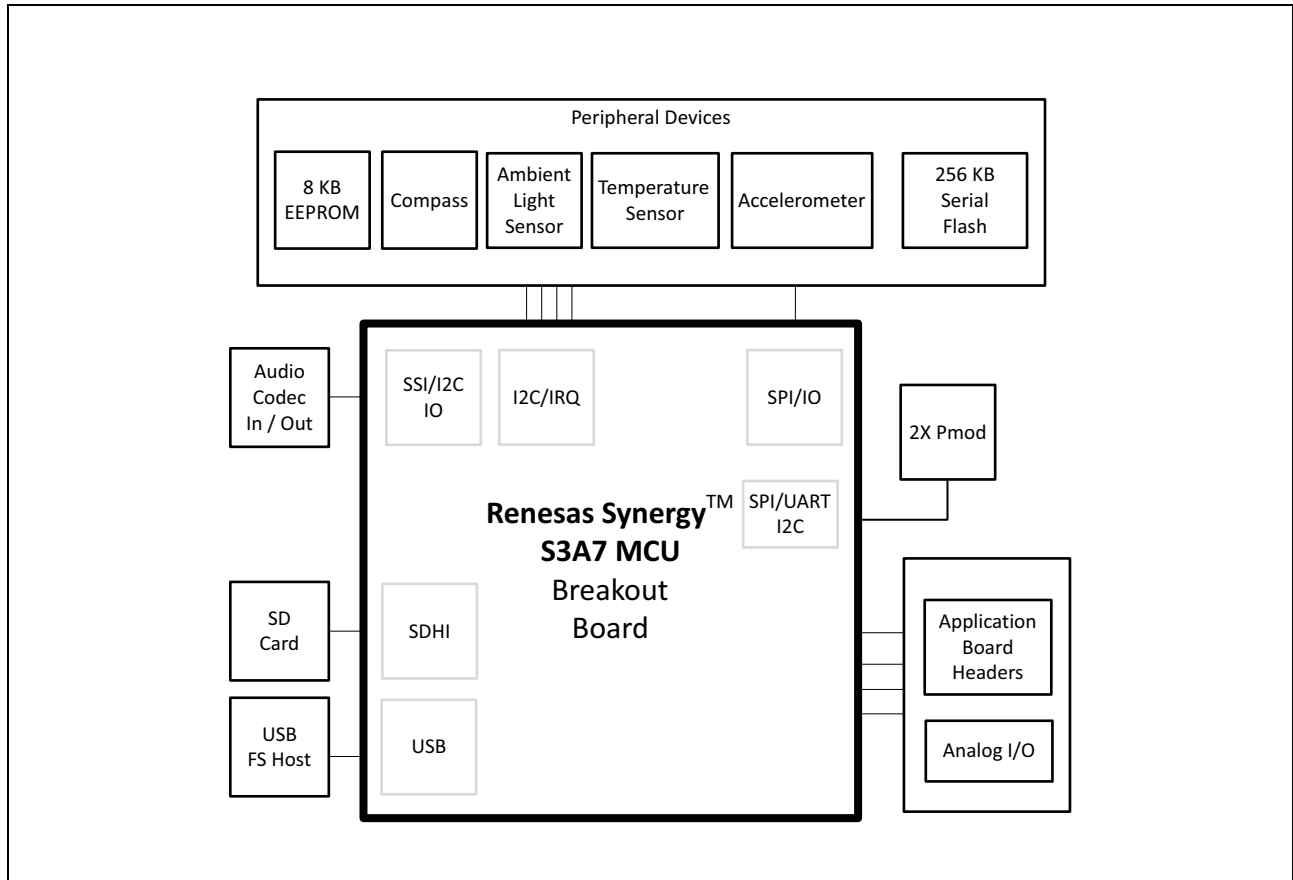 Peripheral Devices
8 KB
EEPROM
Compass
Ambient
Light
Sensor
Temperature
Sensor
Accelerometer
256 KB
Serial
Flash
Audio
Codec
In / Out
SSI/I2C
IO
I2C/IRQ
SPI/IO
2X Pmod
SPI/UART
I2C
Renesas Synergy™
S3A7 MCU
Breakout
Board
SD
Card
SDHI
USB
FS Host
USB
Application
Board
Headers
Analog I/O